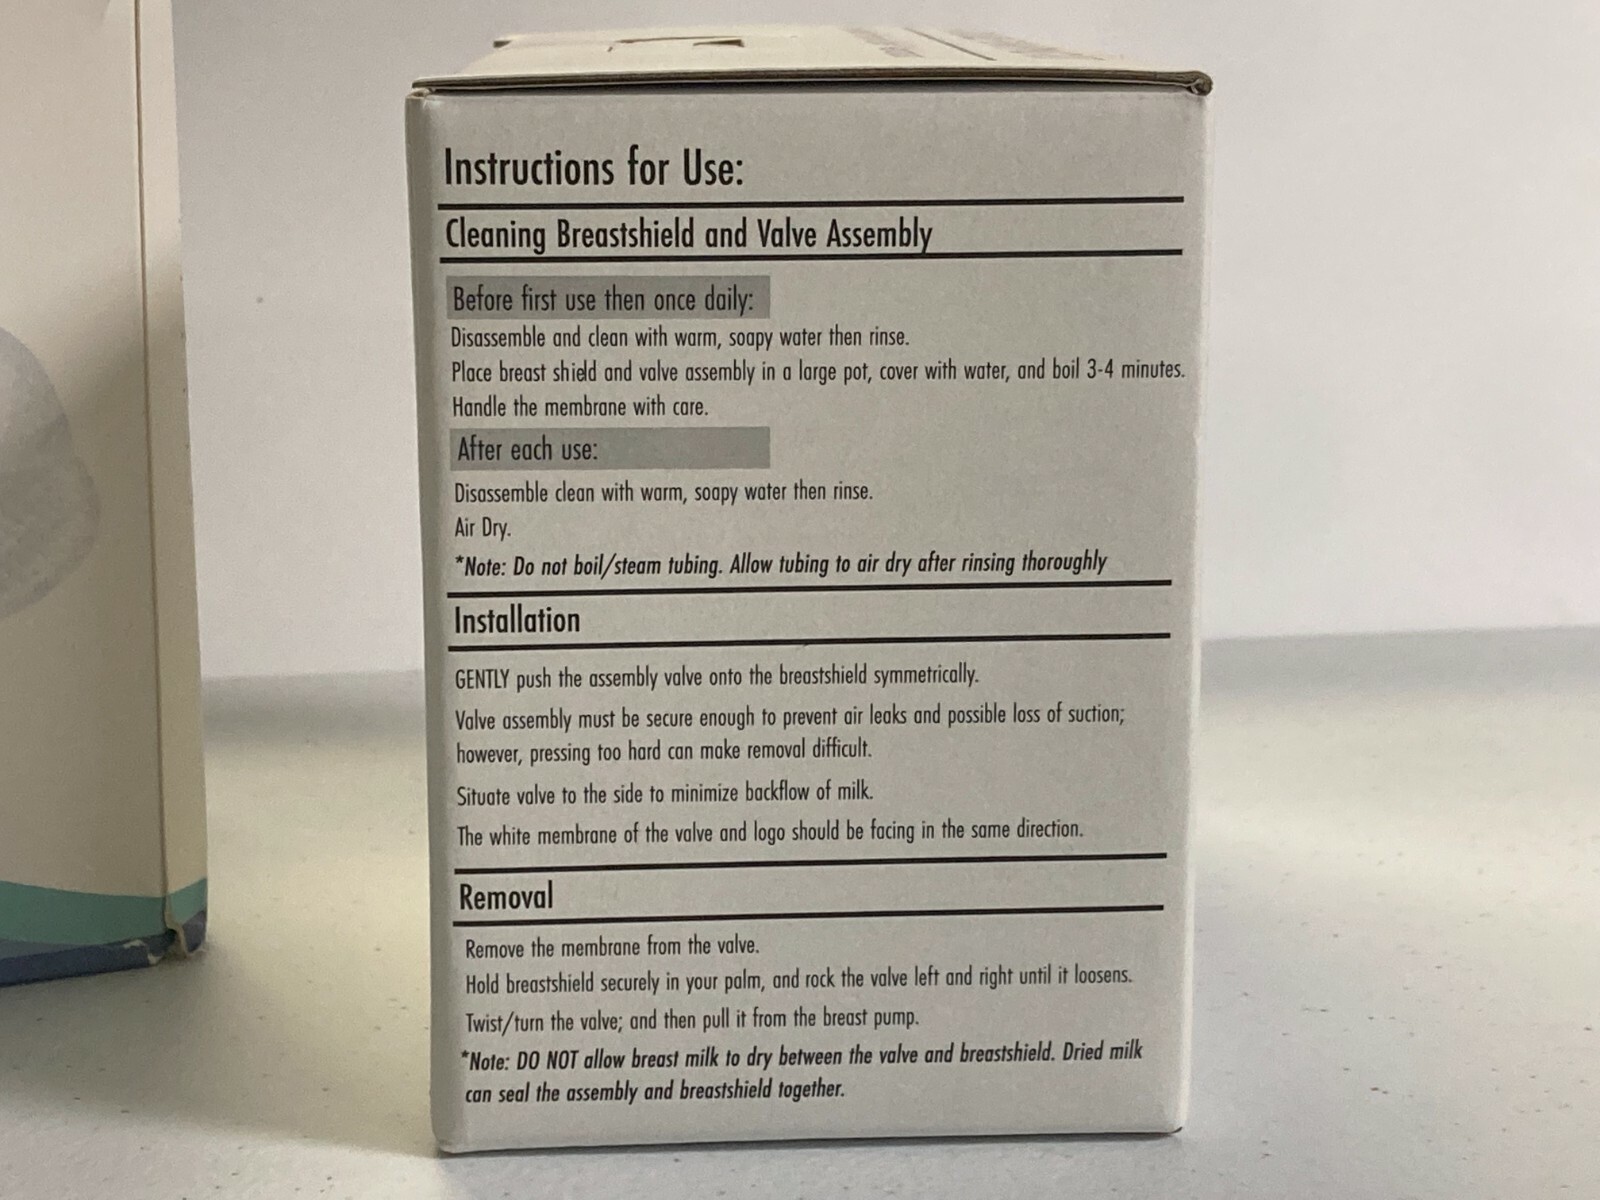 Instructions for Use:
Cleaning Breastshield and Valve Assembly
Before first use then once daily:
Disassemble and clean with warm, soapy water then rinse.
Place breast shield and valve assembly in a large pot, cover with water, and boil 3-4 minutes.
Handle the membrane with care.
After each use:
Disassemble clean with warm, soapy water then rinse.
Air Dry.
*Note: Do not boil/steam tubing. Allow tubing to air dry after rinsing thoroughly
Installation
GENTLY push the assembly valve onto the breastshield symmetrically.
Valve assembly must be secure enough to prevent air leaks and possible loss of suction;
however, pressing too hard can make removal difficult.
Situate valve to the side to minimize backflow of milk.
The white membrane of the valve and logo should be facing in the same direction.
Removal
Remove the membrane from the valve.
Hold breastshield securely in your palm, and rock the valve left and right until it loosens.
Twist/turn the valve; and then pull it from the breast pump.
*Note: DO NOT allow breast milk to dry between the valve and breastshield. Dried milk
can seal the assembly and breastshield together.